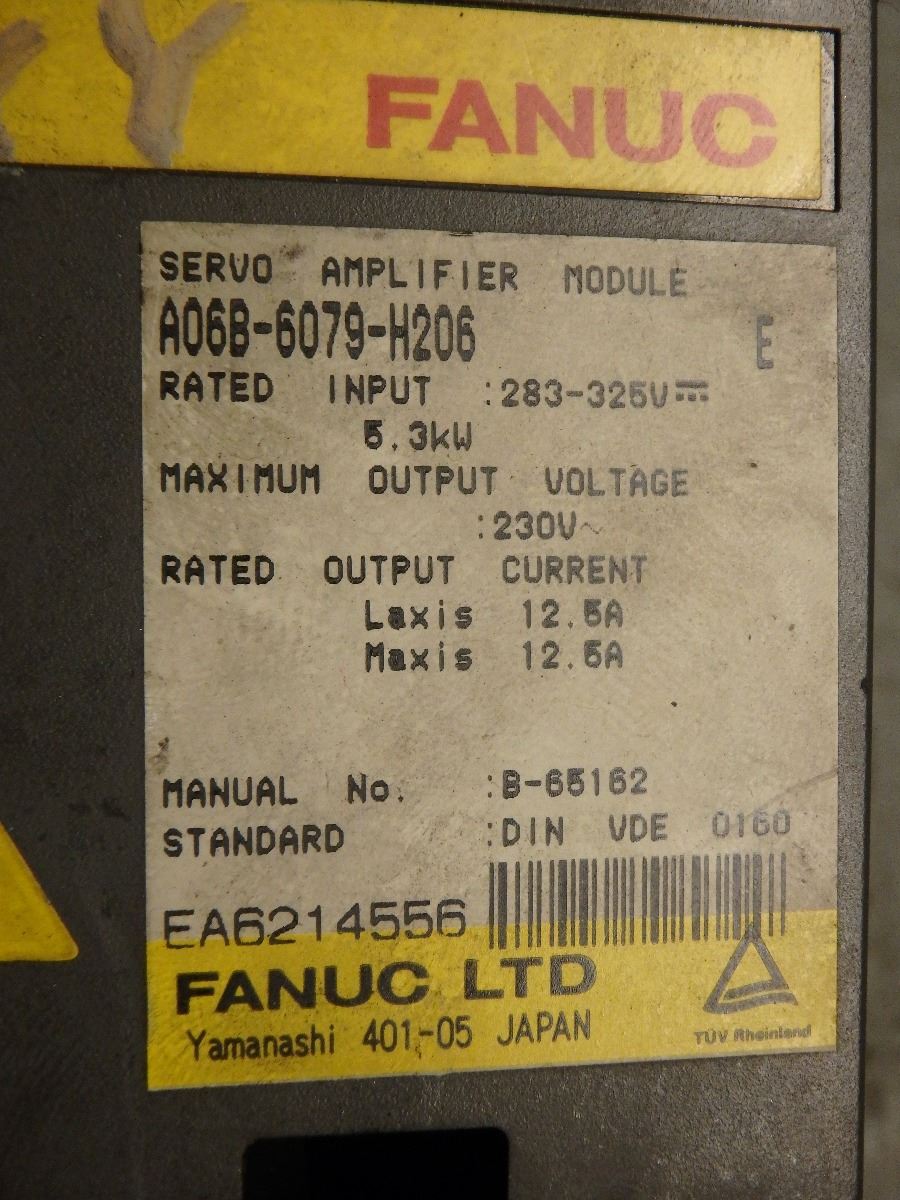 Y
FANUC
SERVO AMPLIFIER MODULE
A06B-6079-H206 E
RATED INPUT :283-325V⎓
5.3kW
MAXIMUM OUTPUT VOLTAGE
:230V~
RATED OUTPUT CURRENT
Laxis 12.5A
Maxis 12.5A
MANUAL No. :B-65162
STANDARD :DIN VDE 0160
EA6214556
FANUC LTD
Yamanashi 401-05 JAPAN
TÜV Rheinland